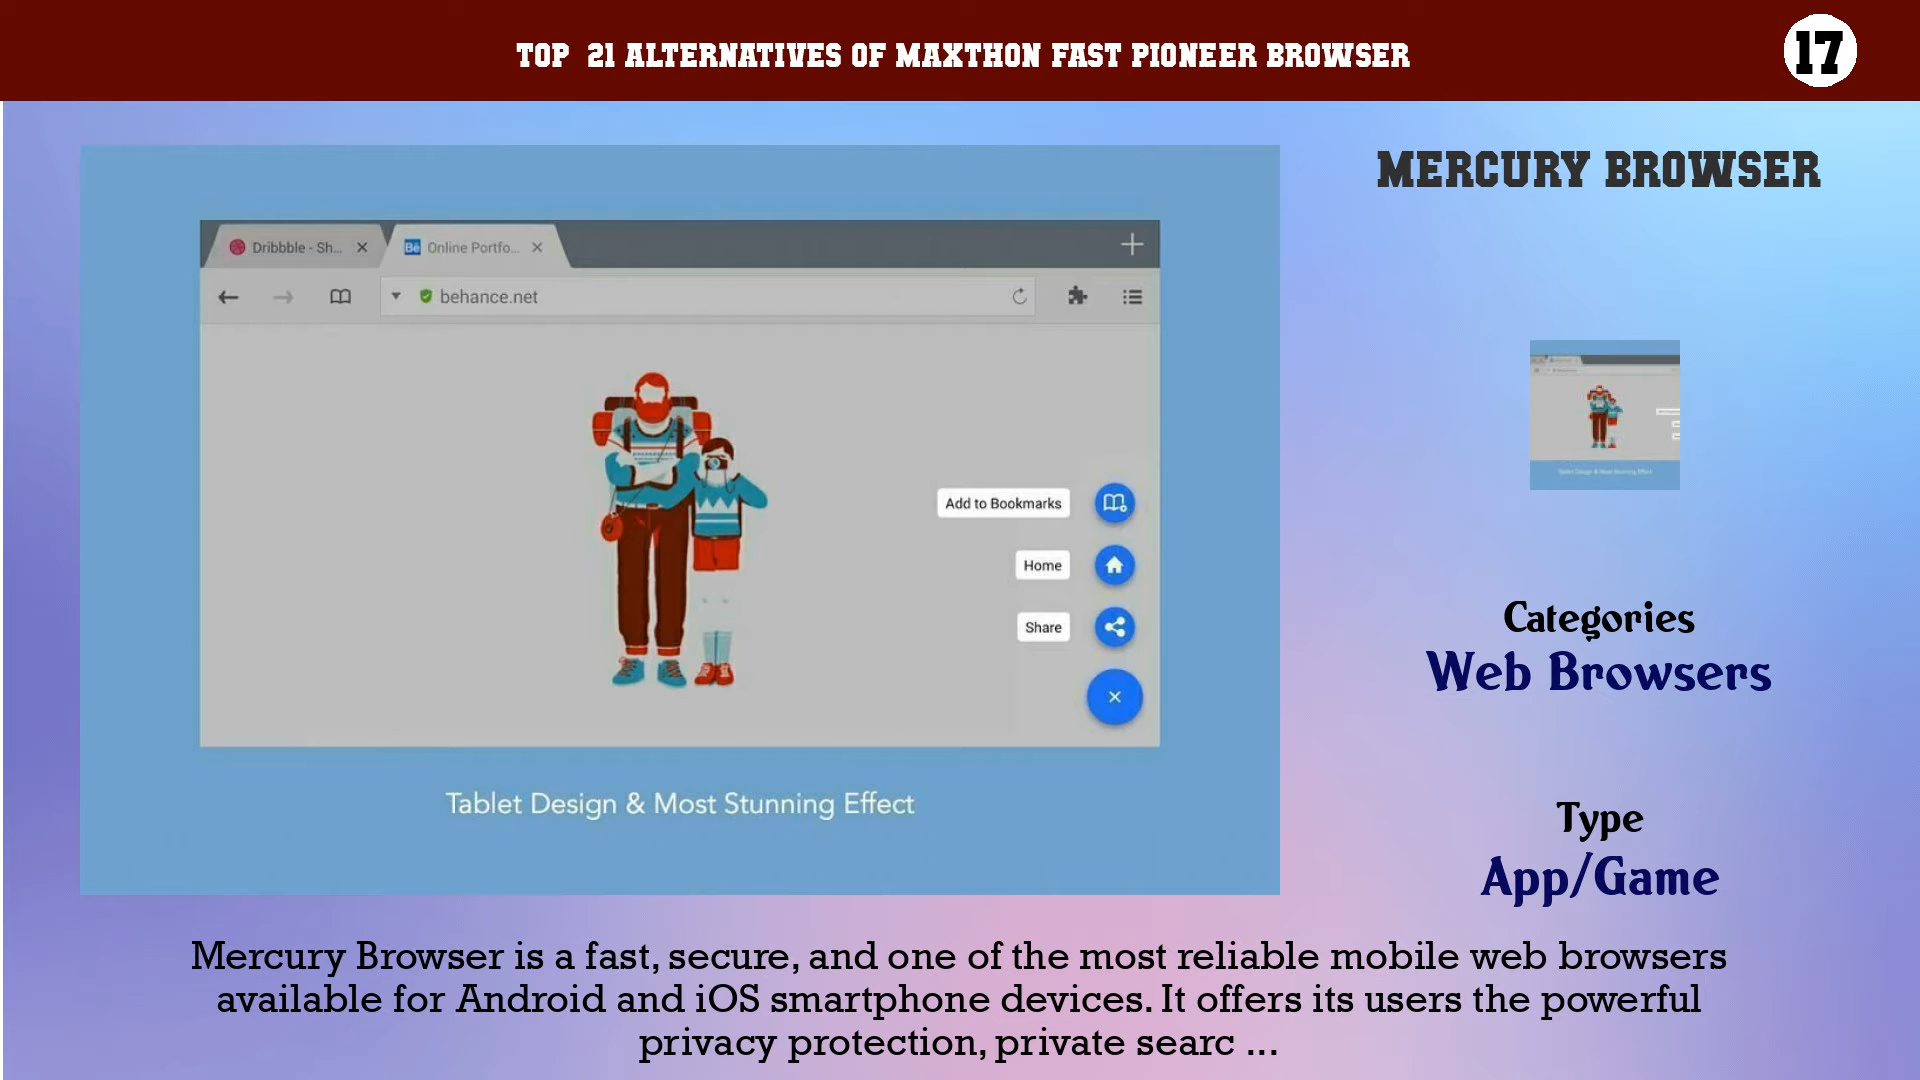 TOP 21 ALTERNATIVES OF MAXTHON FAST PIONEER BROWSER
17
MERCURY BROWSER
Dribbble - Sh...
Bē Online Portfo...
behance.net
Add to Bookmarks
Home
Share
Tablet Design & Most Stunning Effect
Categories
Web Browsers
Type
App/Game
Mercury Browser is a fast, secure, and one of the most reliable mobile web browsers
available for Android and iOS smartphone devices. It offers its users the powerful
privacy protection, private searc ...